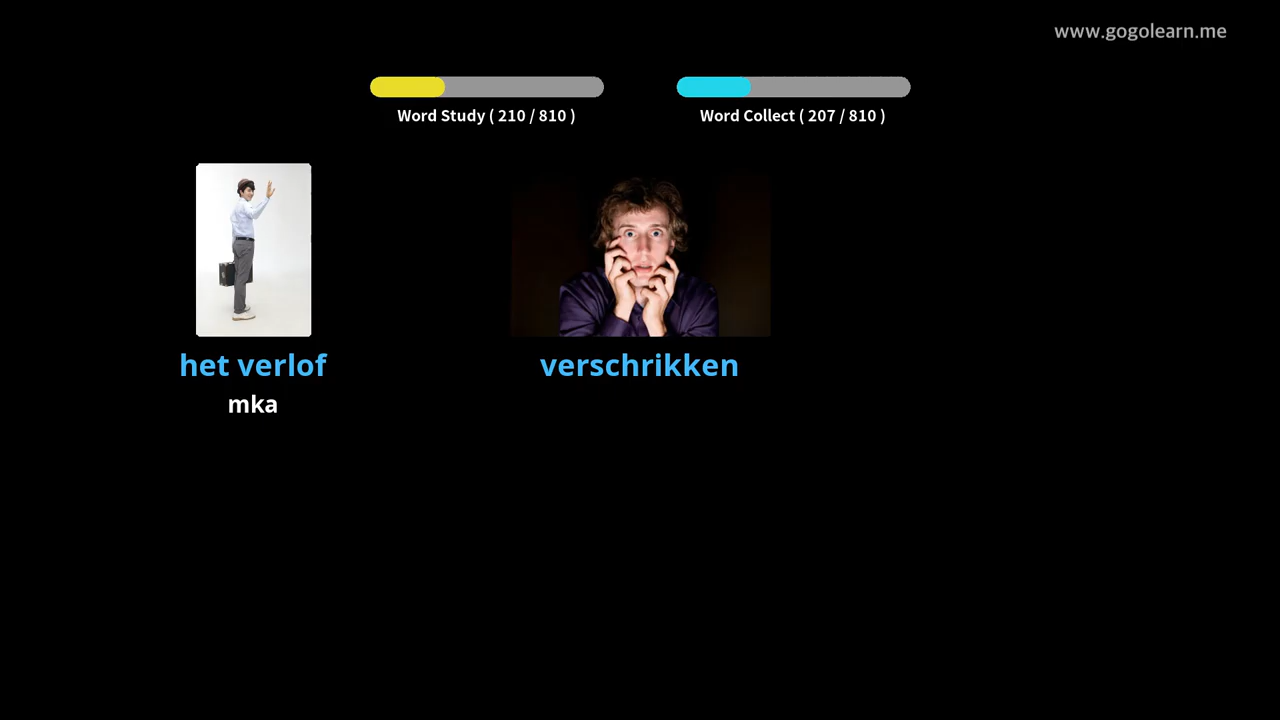 www.gogolearn.me
Word Study ( 210 / 810 )
Word Collect ( 207 / 810 )
het verlof
verschrikken
mka